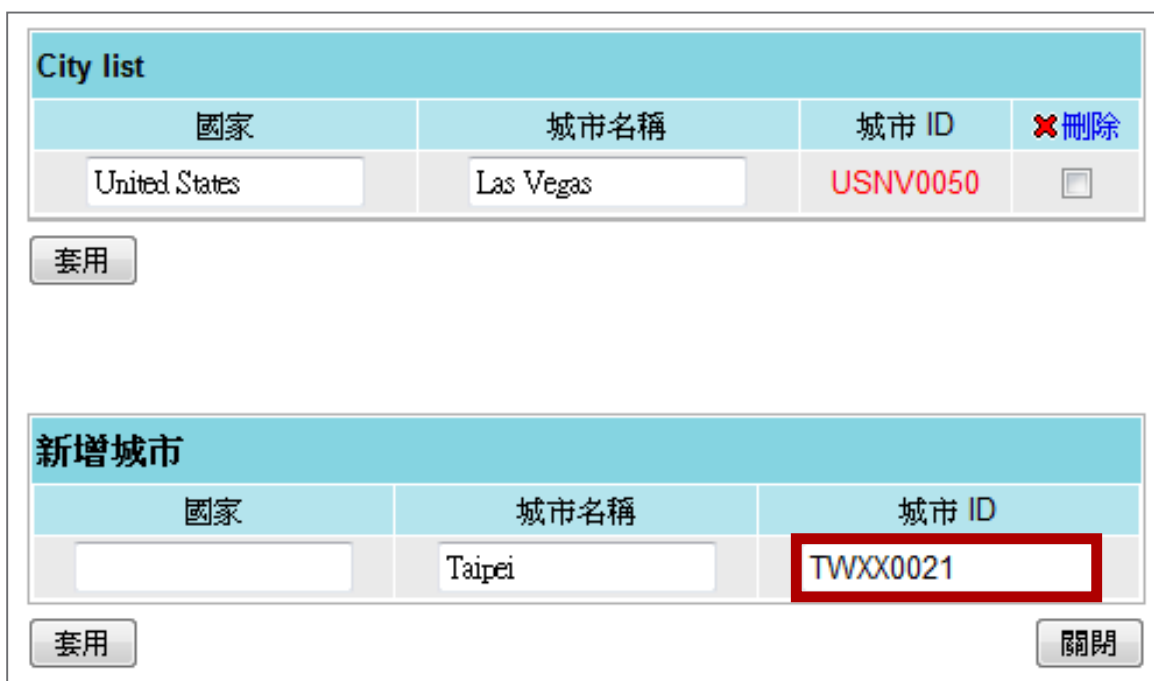 City list
國家 城市名稱 城市 ID ✖刪除
United States Las Vegas USNV0050
套用
新增城市
國家 城市名稱 城市 ID
Taipei TWXX0021
套用 關閉